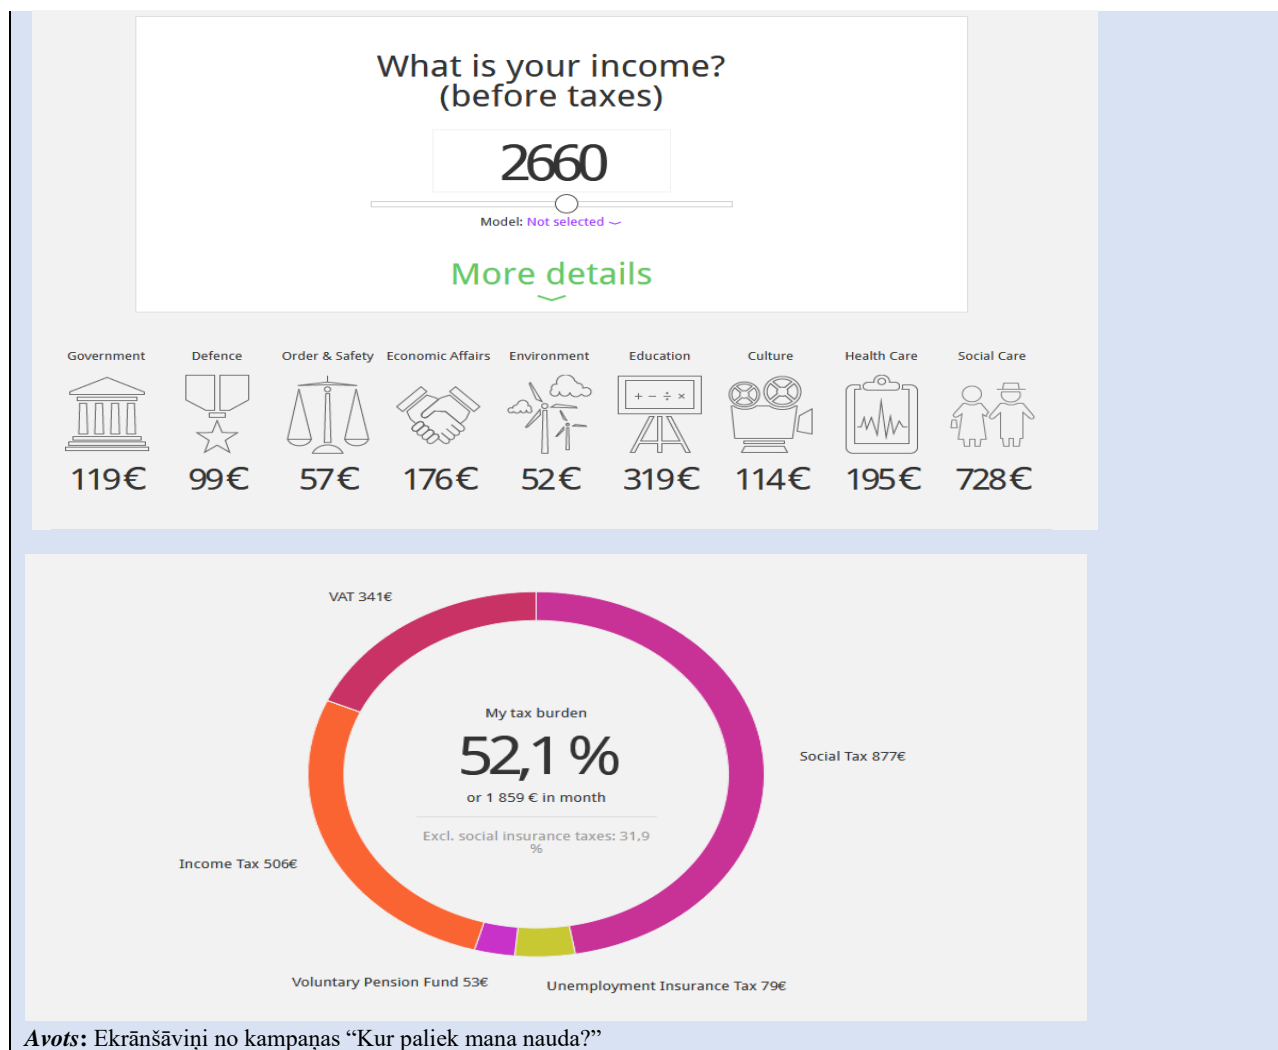 What is your income?
(before taxes)
2660
Model: Not selected
More details
Government Defence Order & Safety Economic Affairs Environment Education Culture Health Care Social Care
+ − ÷ ×
119€ 99€ 57€ 176€ 52€ 319€ 114€ 195€ 728€
VAT 341€
My tax burden
52,1 %
or 1 859 € in month
Excl. social insurance taxes: 31,9
%
Social Tax 877€
Income Tax 506€
Voluntary Pension Fund 53€
Unemployment Insurance Tax 79€
Avots: Ekrānšāviņi no kampaņas “Kur paliek mana nauda?”